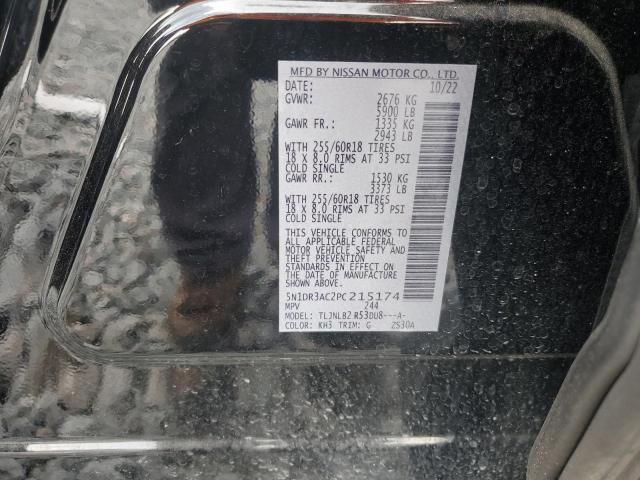 MFD BY NISSAN MOTOR CO., LTD.
DATE: 10/22
GVWR: 2676 KG
5900 LB
GAWR FR.: 1335 KG
2943 LB
WITH 255/60R18 TIRES
18 X 8.0 RIMS AT 33 PSI
COLD SINGLE
GAWR RR.: 1530 KG
3373 LB
WITH 255/60R18 TIRES
18 X 8.0 RIMS AT 33 PSI
COLD SINGLE
THIS VEHICLE CONFORMS TO
ALL APPLICABLE FEDERAL
MOTOR VEHICLE SAFETY AND
THEFT PREVENTION
STANDARDS IN EFFECT ON
THE DATE OF MANUFACTURE
SHOWN ABOVE.
5N1DR3AC2PC215174
MPV 244
MODEL: TLJNLBZ R53DU8---A-
COLOR: KH3 TRIM: G ZS30A